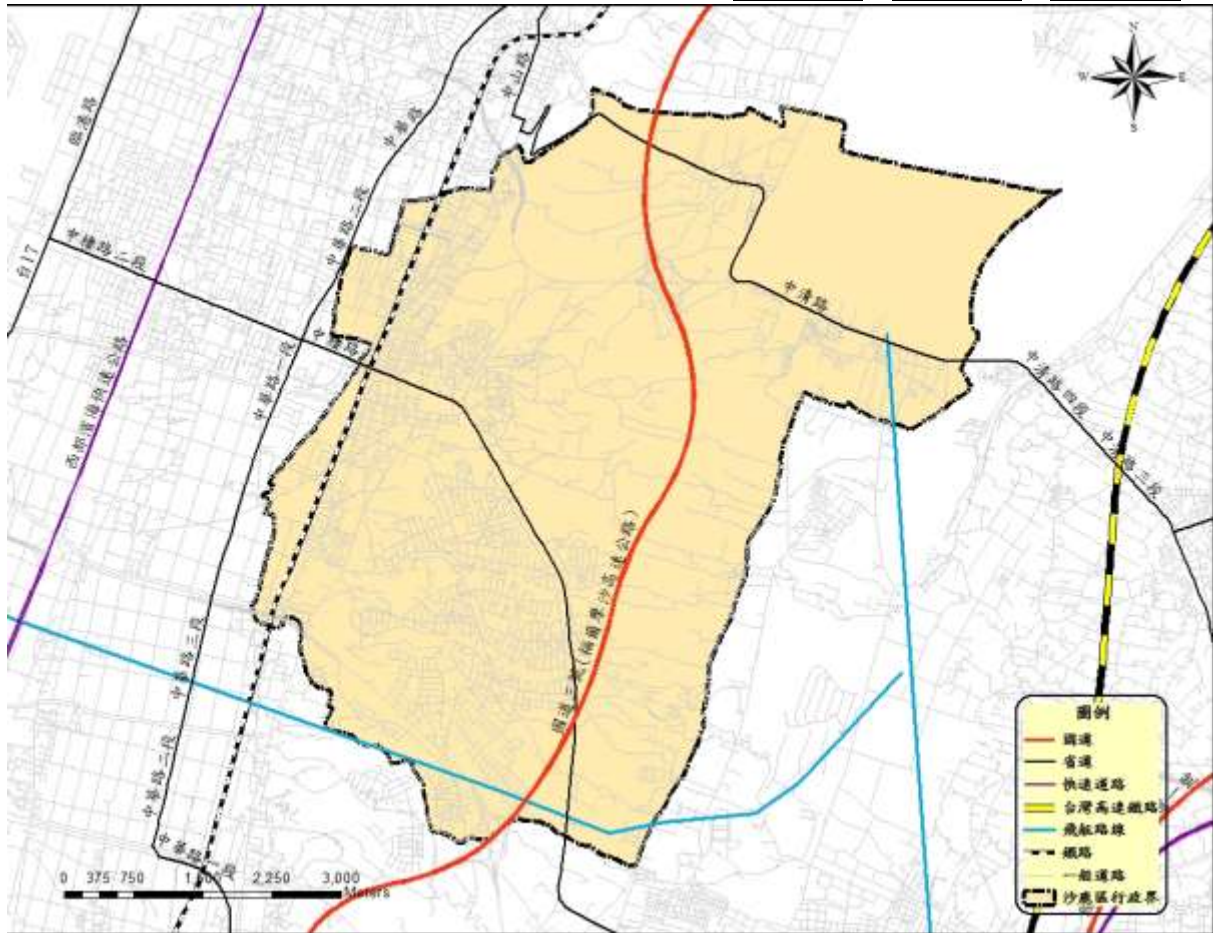 N
W
E
S
臨港路
中山路
中華路
中華路二段
中棲路一段
台17
中清路
中華路一段
西部濱海快速公路
中清路四段
中清路三段
國道三號(福爾摩沙高速公路)
中華路三段
中華路二段
中華路一段
0 375 750 1,500 2,250 3,000
Meters
圖例
國道
省道
快速道路
台灣高速鐵路
飛航路線
鐵路
一般道路
沙鹿區行政界